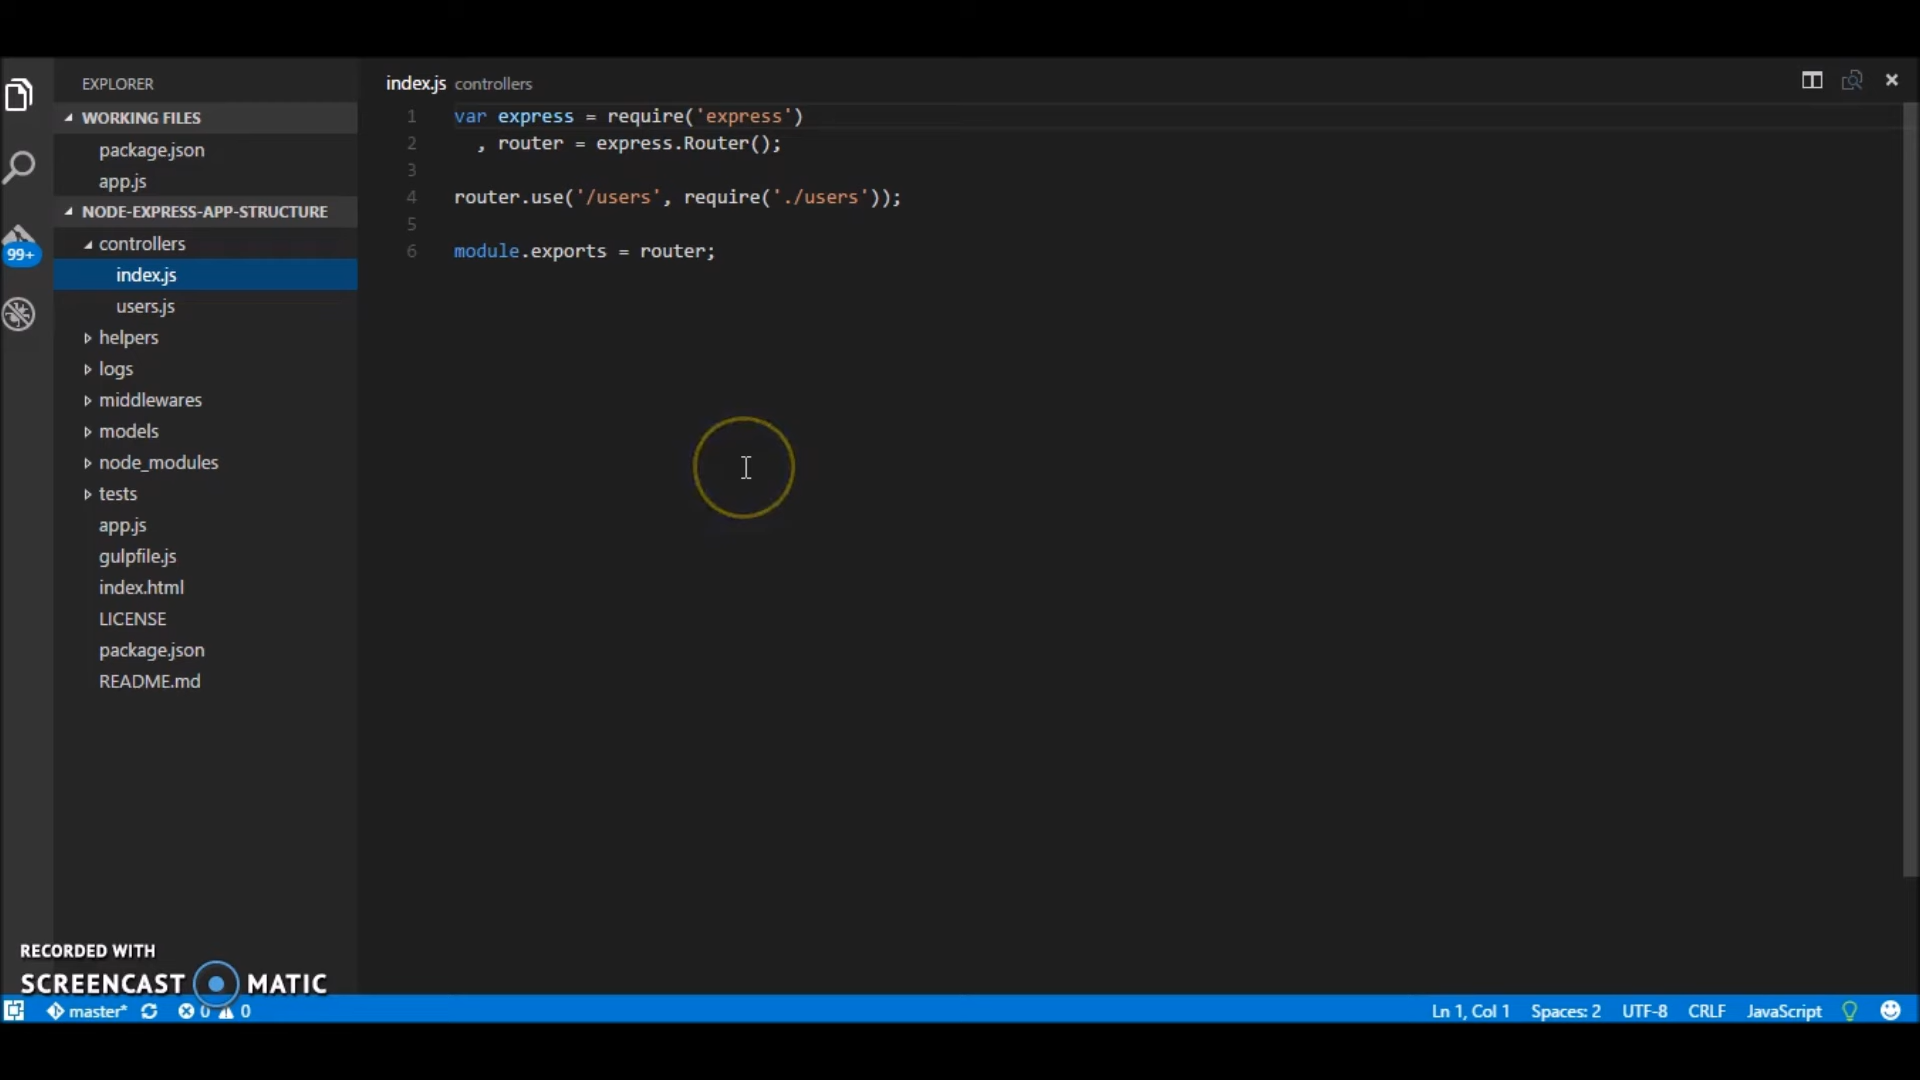 EXPLORER
WORKING FILES
package.json
app.js
NODE-EXPRESS-APP-STRUCTURE
controllers
index.js
users.js
helpers
logs
middlewares
models
node_modules
tests
app.js
gulpfile.js
index.html
LICENSE
package.json
README.md
99+
index.js controllers
1 var express = require('express')
2 , router = express.Router();
3
4 router.use('/users', require('./users'));
5
6 module.exports = router;
RECORDED WITH
SCREENCAST MATIC
master* 0 0 Ln 1, Col 1 Spaces: 2 UTF-8 CRLF JavaScript